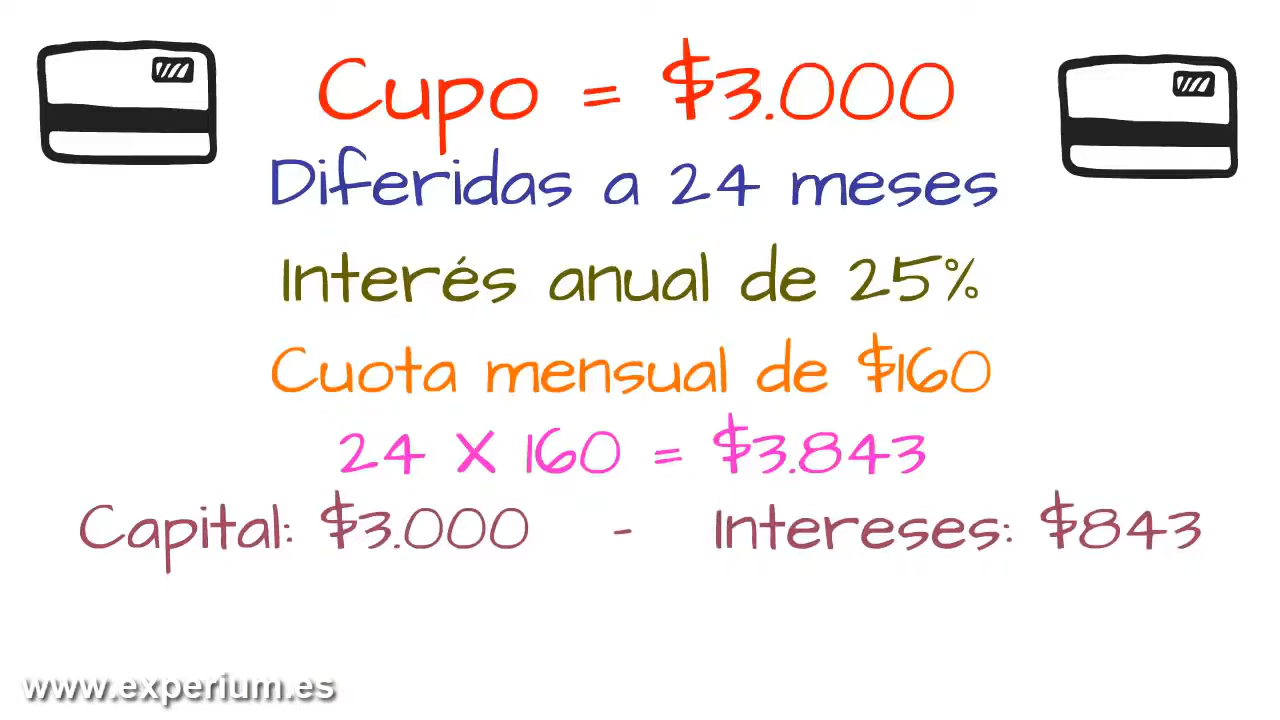 Cupo = $3.000
Diferidas a 24 meses
Interés anual de 25%
Cuota mensual de $160
24 X 160 = $3.843
Capital: $3.000 - Intereses: $843
www.experium.es